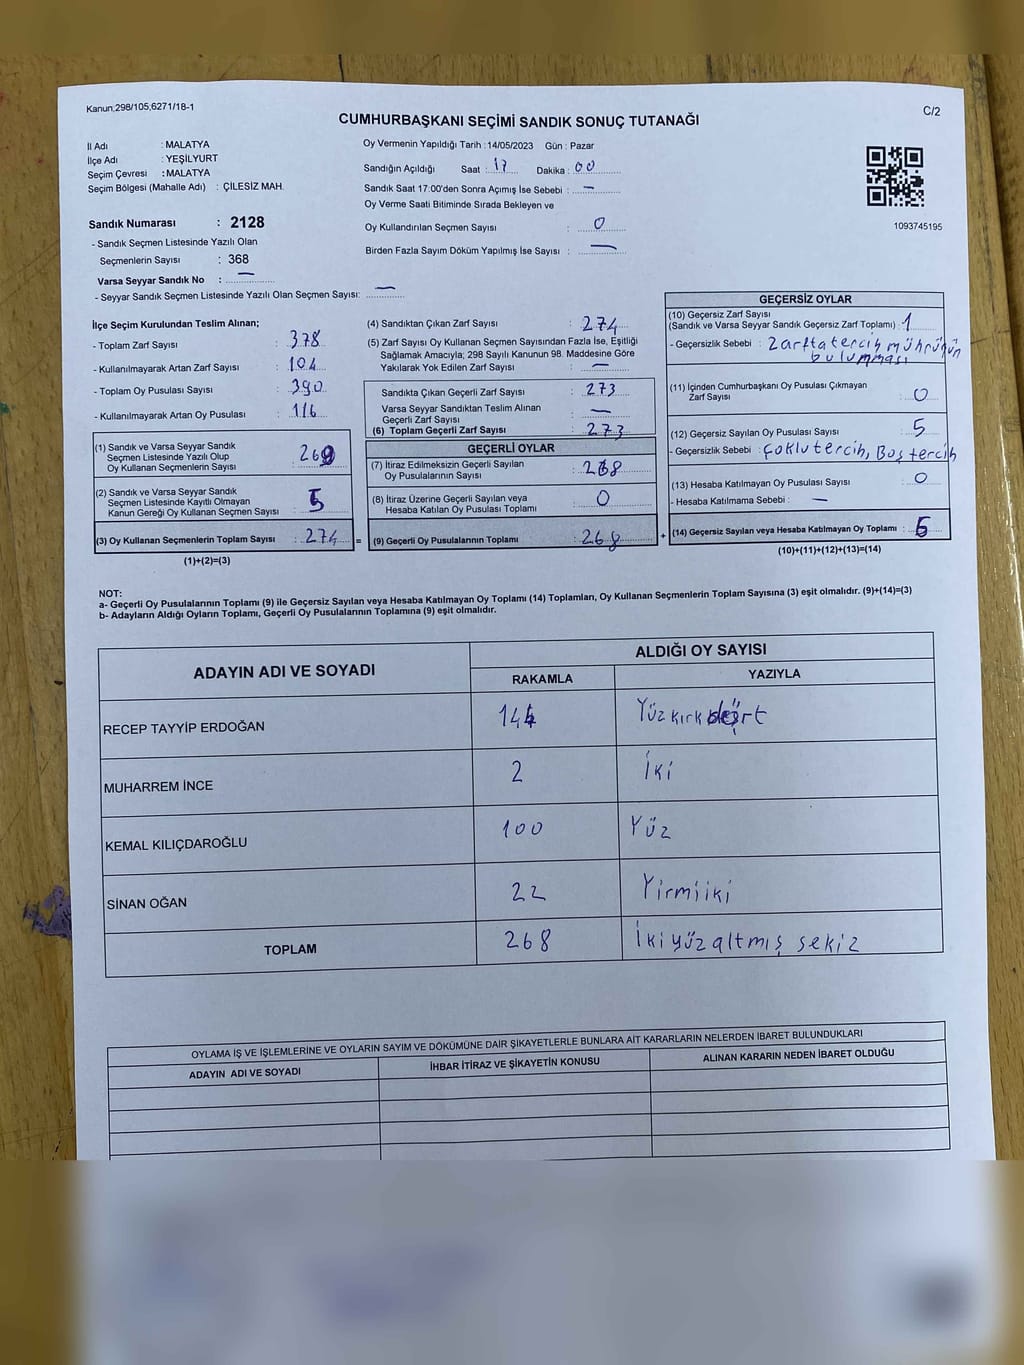 Kanun,298/105,6271/18-1
C/2
CUMHURBAŞKANI SEÇİMİ SANDIK SONUÇ TUTANAĞI
İl Adı : MALATYA
İlçe Adı : YEŞİLYURT
Seçim Çevresi : MALATYA
Seçim Bölgesi (Mahalle Adı) : ÇİLESİZ MAH.
Sandık Numarası : 2128
- Sandık Seçmen Listesinde Yazılı Olan
Seçmenlerin Sayısı : 368
Varsa Seyyar Sandık No : —
- Seyyar Sandık Seçmen Listesinde Yazılı Olan Seçmen Sayısı: —
Oy Vermenin Yapıldığı Tarih : 14/05/2023 Gün : Pazar
Sandığın Açıldığı Saat : 17 Dakika : 00
Sandık Saat 17:00'den Sonra Açımış İse Sebebi : —
Oy Verme Saati Bitiminde Sırada Bekleyen ve
Oy Kullandırılan Seçmen Sayısı : 0
Birden Fazla Sayım Döküm Yapılmış İse Sayısı : —
1093745195
İlçe Seçim Kurulundan Teslim Alınan;
- Toplam Zarf Sayısı : 378
- Kullanılmayarak Artan Zarf Sayısı : 104
- Toplam Oy Pusulası Sayısı : 390
- Kullanılmayarak Artan Oy Pusulası : 116
(1) Sandık ve Varsa Seyyar Sandık
Seçmen Listesinde Yazılı Olup
Oy Kullanan Seçmenlerin Sayısı : 269
(2) Sandık ve Varsa Seyyar Sandık
Seçmen Listesinde Kayıtlı Olmayan
Kanun Gereği Oy Kullanan Seçmen Sayısı : 5
(3) Oy Kullanan Seçmenlerin Toplam Sayısı : 274 =
(1)+(2)=(3)
(4) Sandıktan Çıkan Zarf Sayısı : 274
(5) Zarf Sayısı Oy Kullanan Seçmen Sayısından Fazla İse, Eşitliği
Sağlamak Amacıyla; 298 Sayılı Kanunun 98. Maddesine Göre
Yakılarak Yok Edilen Zarf Sayısı : —
Sandıkta Çıkan Geçerli Zarf Sayısı : 273
Varsa Seyyar Sandıktan Teslim Alınan
Geçerli Zarf Sayısı : —
(6) Toplam Geçerli Zarf Sayısı : 273
GEÇERLİ OYLAR
(7) İtiraz Edilmeksizin Geçerli Sayılan
Oy Pusulalarının Sayısı : 268
(8) İtiraz Üzerine Geçerli Sayılan veya
Hesaba Katılan Oy Pusulası Toplamı : 0
(9) Geçerli Oy Pusulalarının Toplamı : 268 +
GEÇERSİZ OYLAR
(10) Geçersiz Zarf Sayısı
(Sandık ve Varsa Seyyar Sandık Geçersiz Zarf Toplamı) : 1
- Geçersizlik Sebebi : Zarfta tercih mührünün
bulunması
(11) İçinden Cumhurbaşkanı Oy Pusulası Çıkmayan
Zarf Sayısı : 0
(12) Geçersiz Sayılan Oy Pusulası Sayısı : 5
- Geçersizlik Sebebi : Çoklu tercih, Boş tercih
(13) Hesaba Katılmayan Oy Pusulası Sayısı : 0
- Hesaba Katılmama Sebebi : —
(14) Geçersiz Sayılan veya Hesaba Katılmayan Oy Toplamı : 6
(10)+(11)+(12)+(13)=(14)
NOT:
a- Geçerli Oy Pusulalarının Toplamı (9) ile Geçersiz Sayılan veya Hesaba Katılmayan Oy Toplamı (14) Toplamları, Oy Kullanan Seçmenlerin Toplam Sayısına (3) eşit olmalıdır. (9)+(14)=(3)
b- Adayların Aldığı Oyların Toplamı, Geçerli Oy Pusulalarının Toplamına (9) eşit olmalıdır.
ADAYIN ADI VE SOYADI
ALDIĞI OY SAYISI
RAKAMLA YAZIYLA
RECEP TAYYİP ERDOĞAN 144 Yüz kırk dört
MUHARREM İNCE 2 İki
KEMAL KILIÇDAROĞLU 100 Yüz
SİNAN OĞAN 22 Yirmi iki
TOPLAM 268 İki yüz altmış sekiz
OYLAMA İŞ VE İŞLEMLERİNE VE OYLARIN SAYIM VE DÖKÜMÜNE DAİR ŞİKAYETLERLE BUNLARA AİT KARARLARIN NELERDEN İBARET BULUNDUKLARI
ADAYIN ADI VE SOYADI İHBAR İTİRAZ VE ŞİKAYETİN KONUSU ALINAN KARARIN NEDEN İBARET OLDUĞU